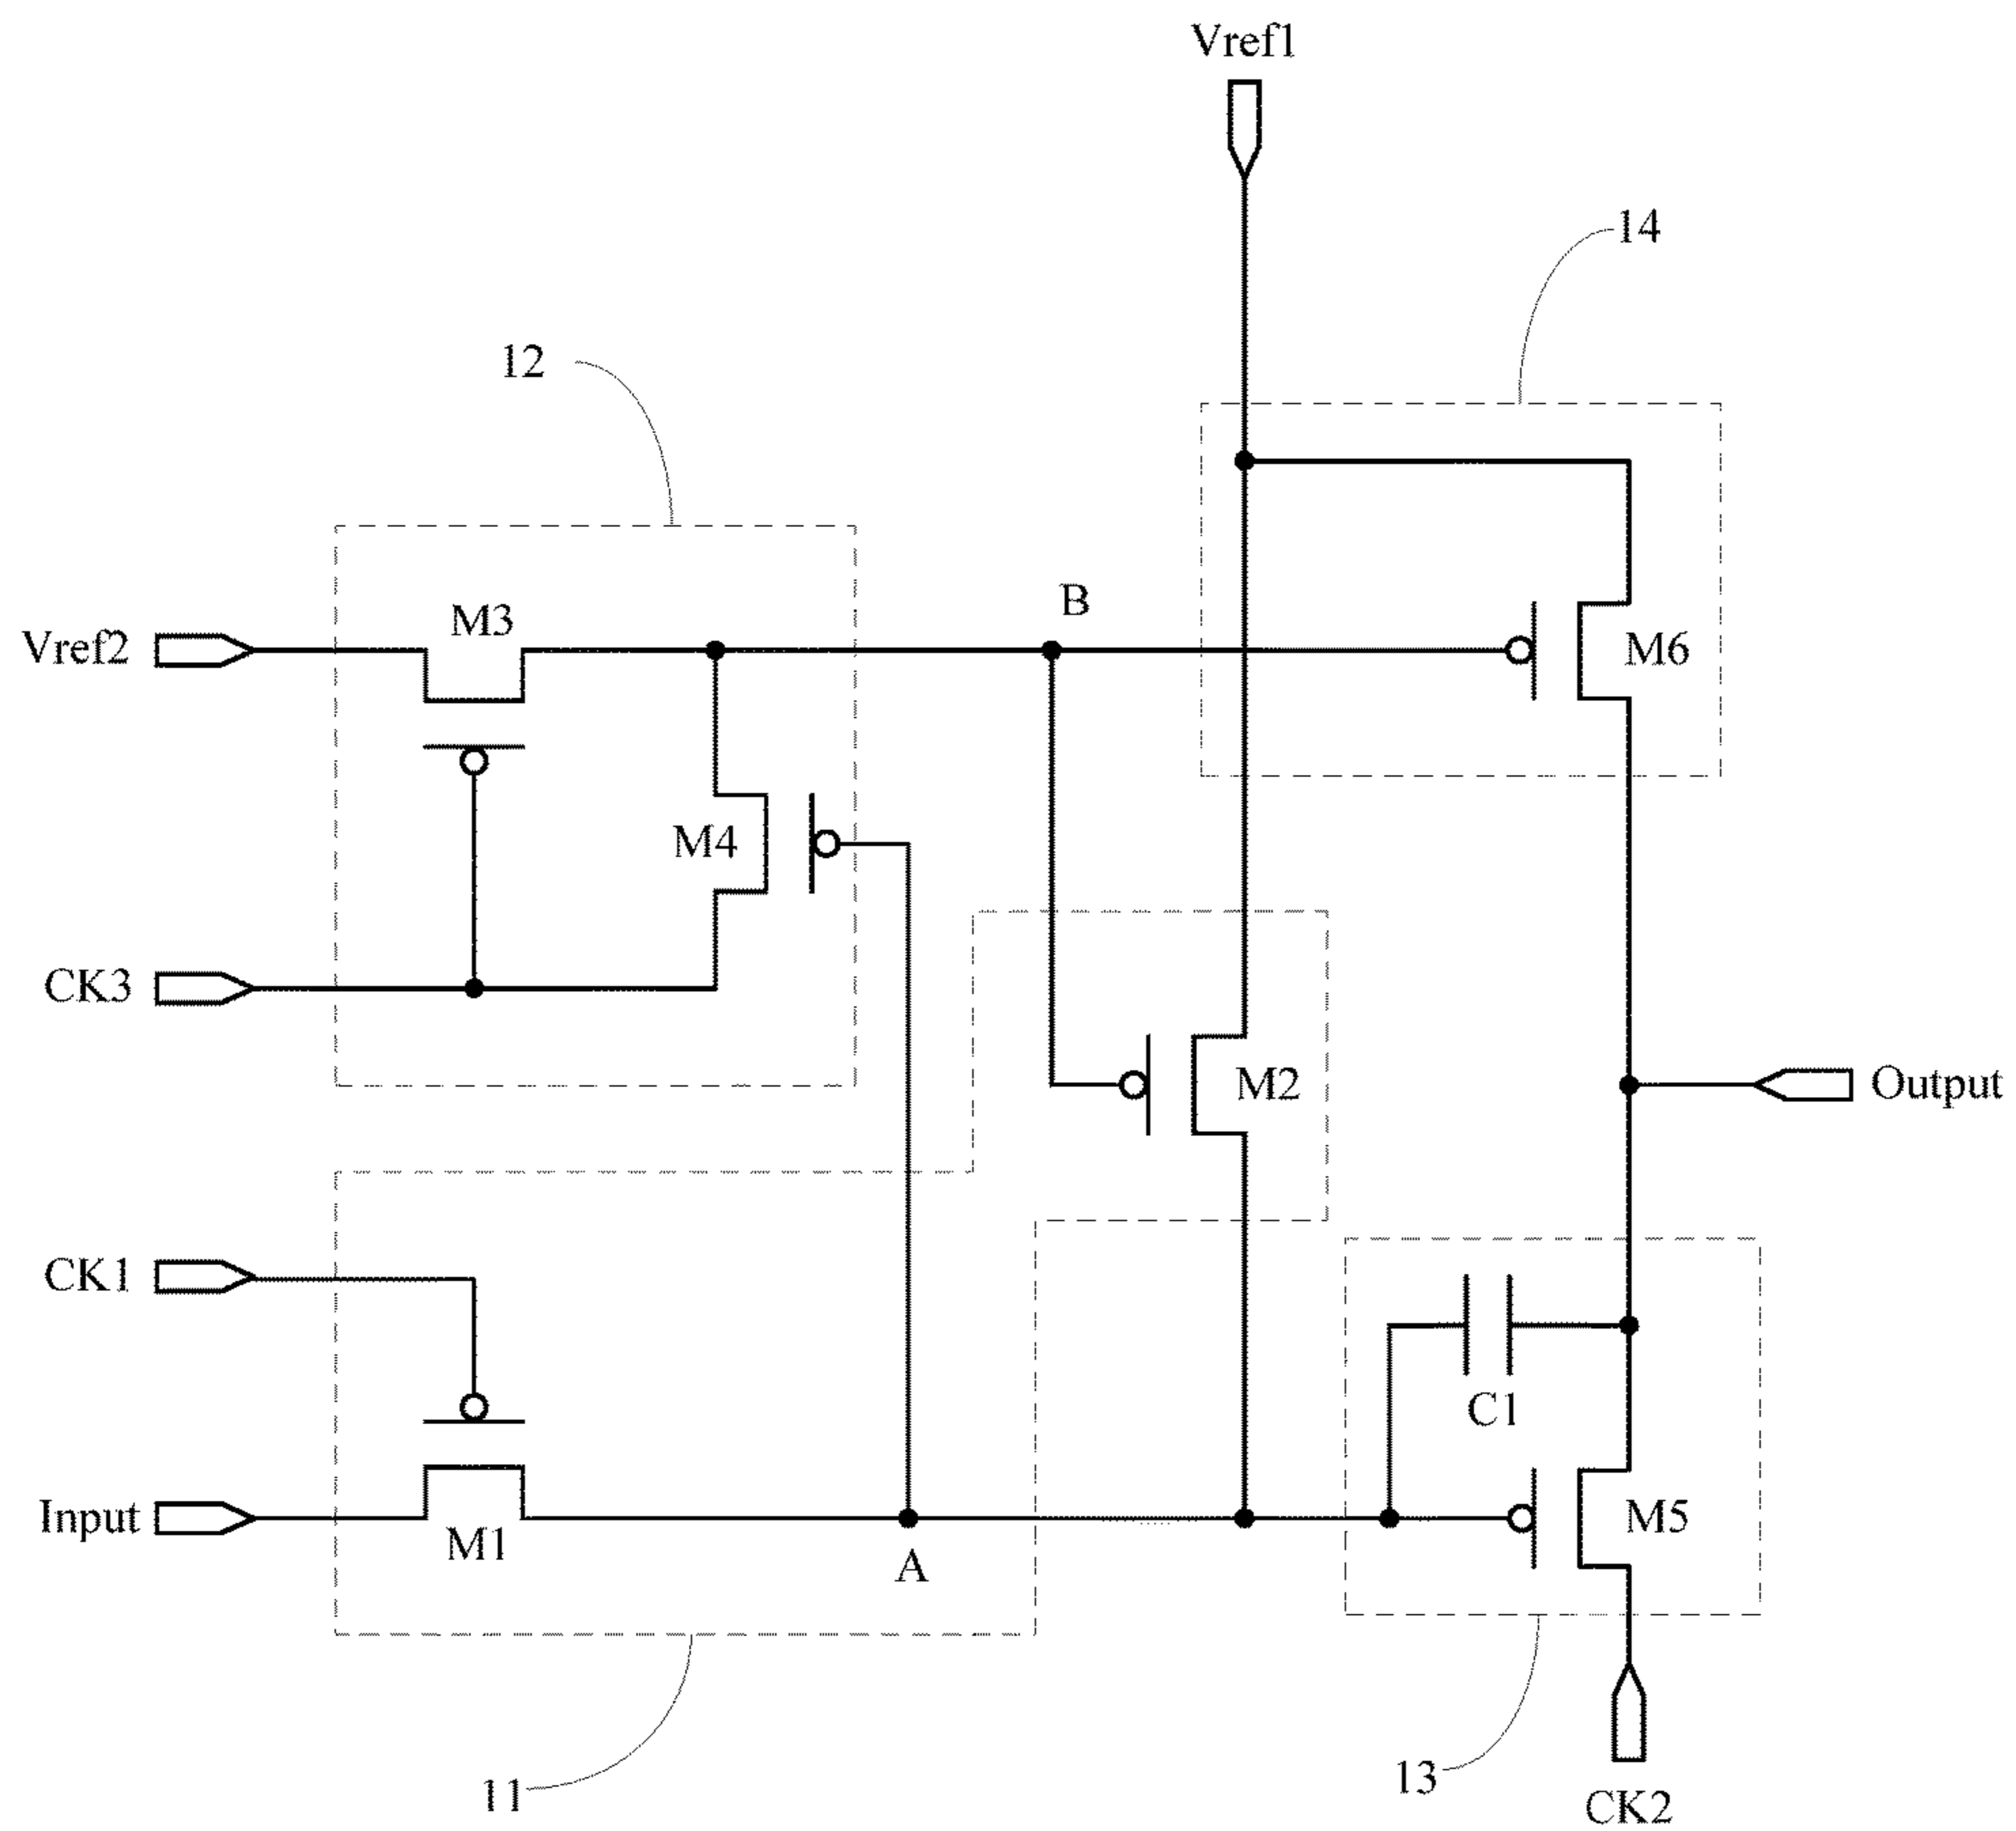 Vref1
14
12
B
M3
Vref2
M6
M4
CK3
M2
Output
CK1
C1
Input
M1
M5
A
11
13
CK2